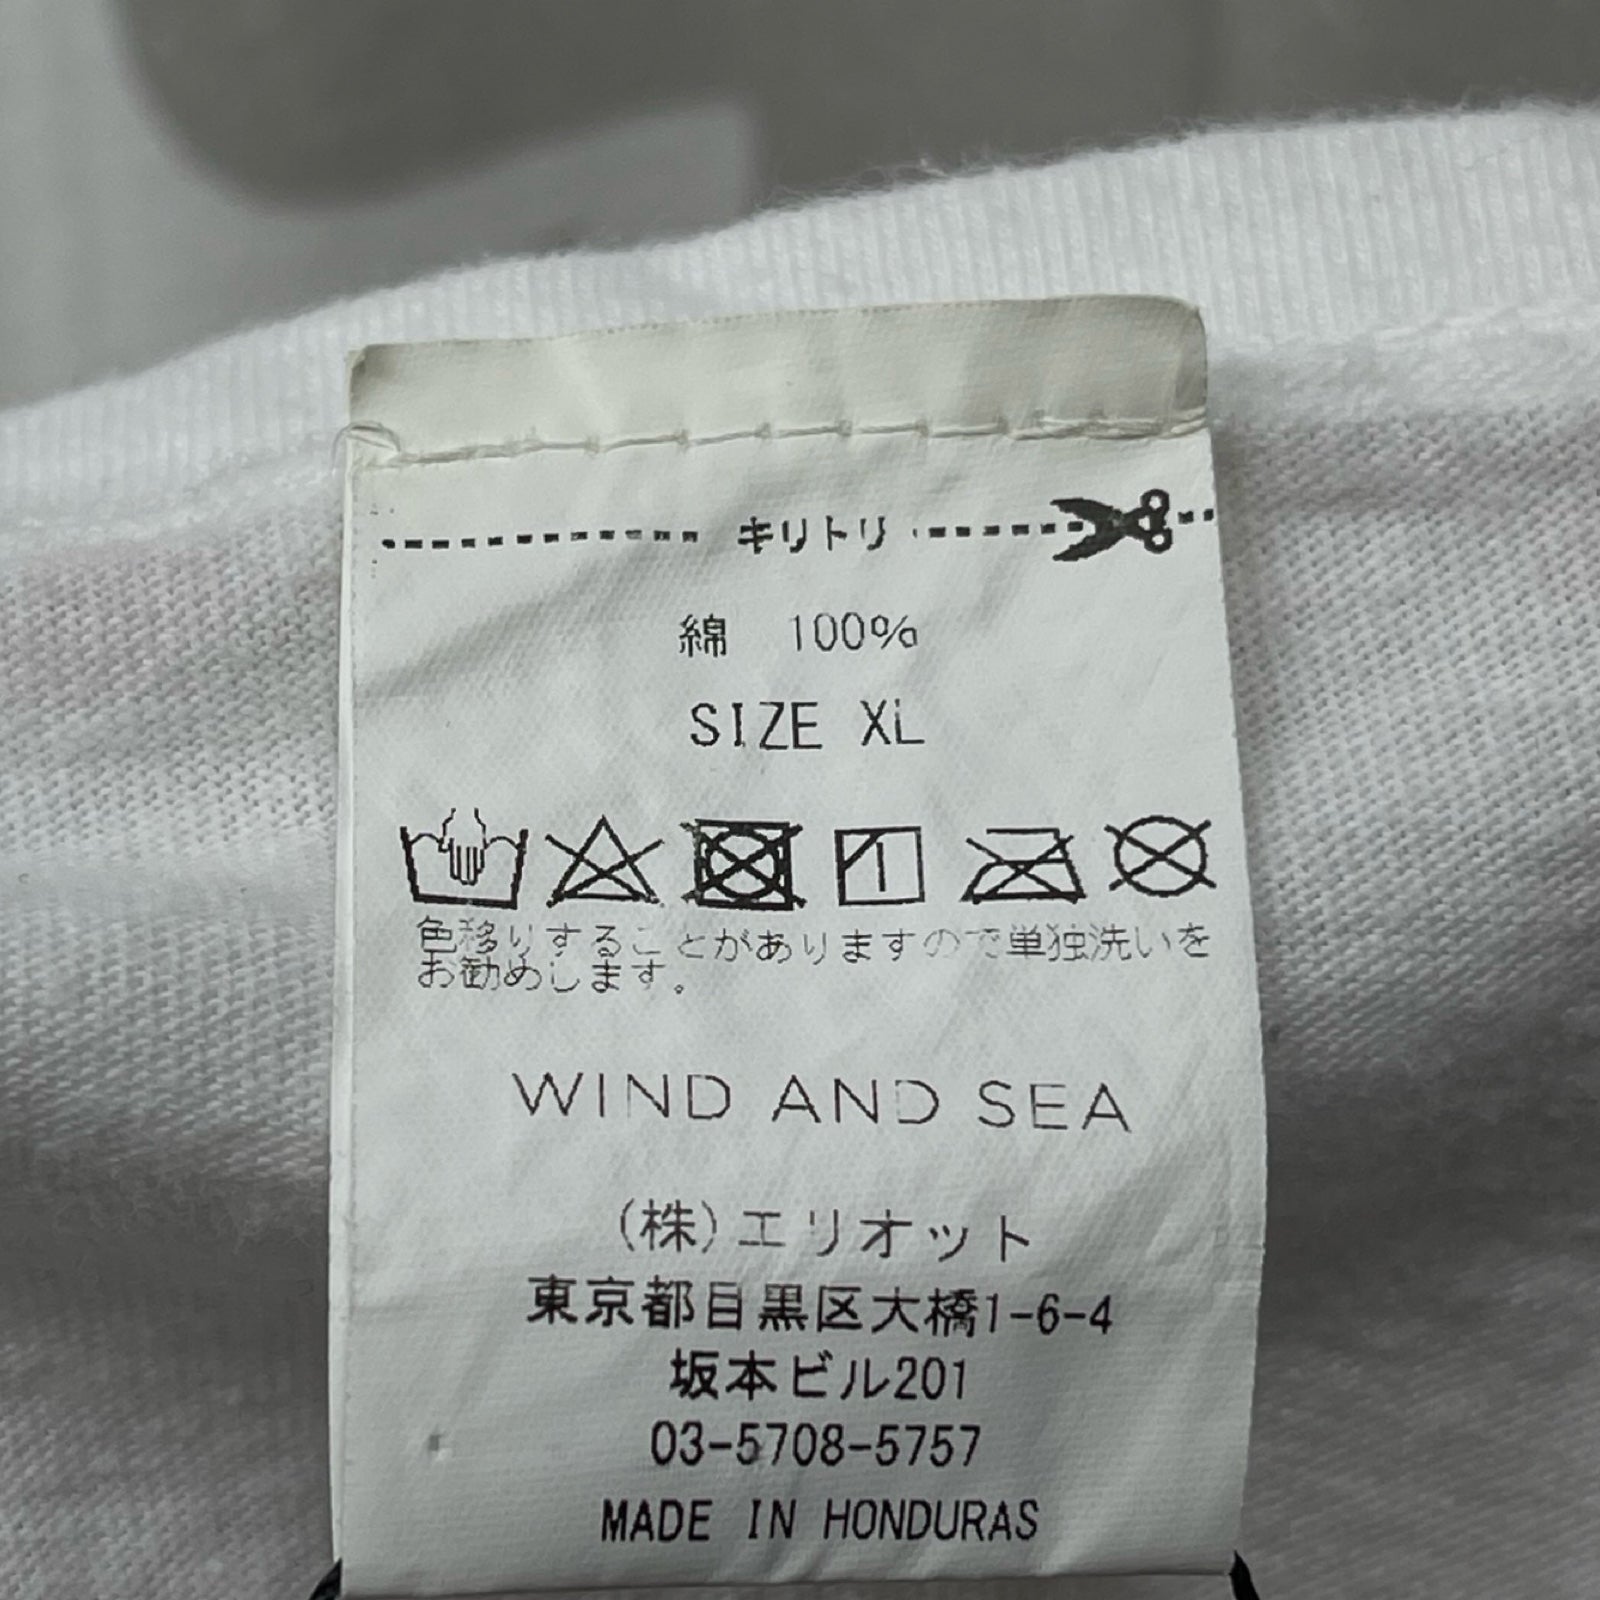 キリトリ
綿 100%
SIZE XL
色移りすることがありますので単独洗いを
お勧めします。
WIND AND SEA
(株)エリオット
東京都目黒区大橋1-6-4
坂本ビル201
03-5708-5757
MADE IN HONDURAS